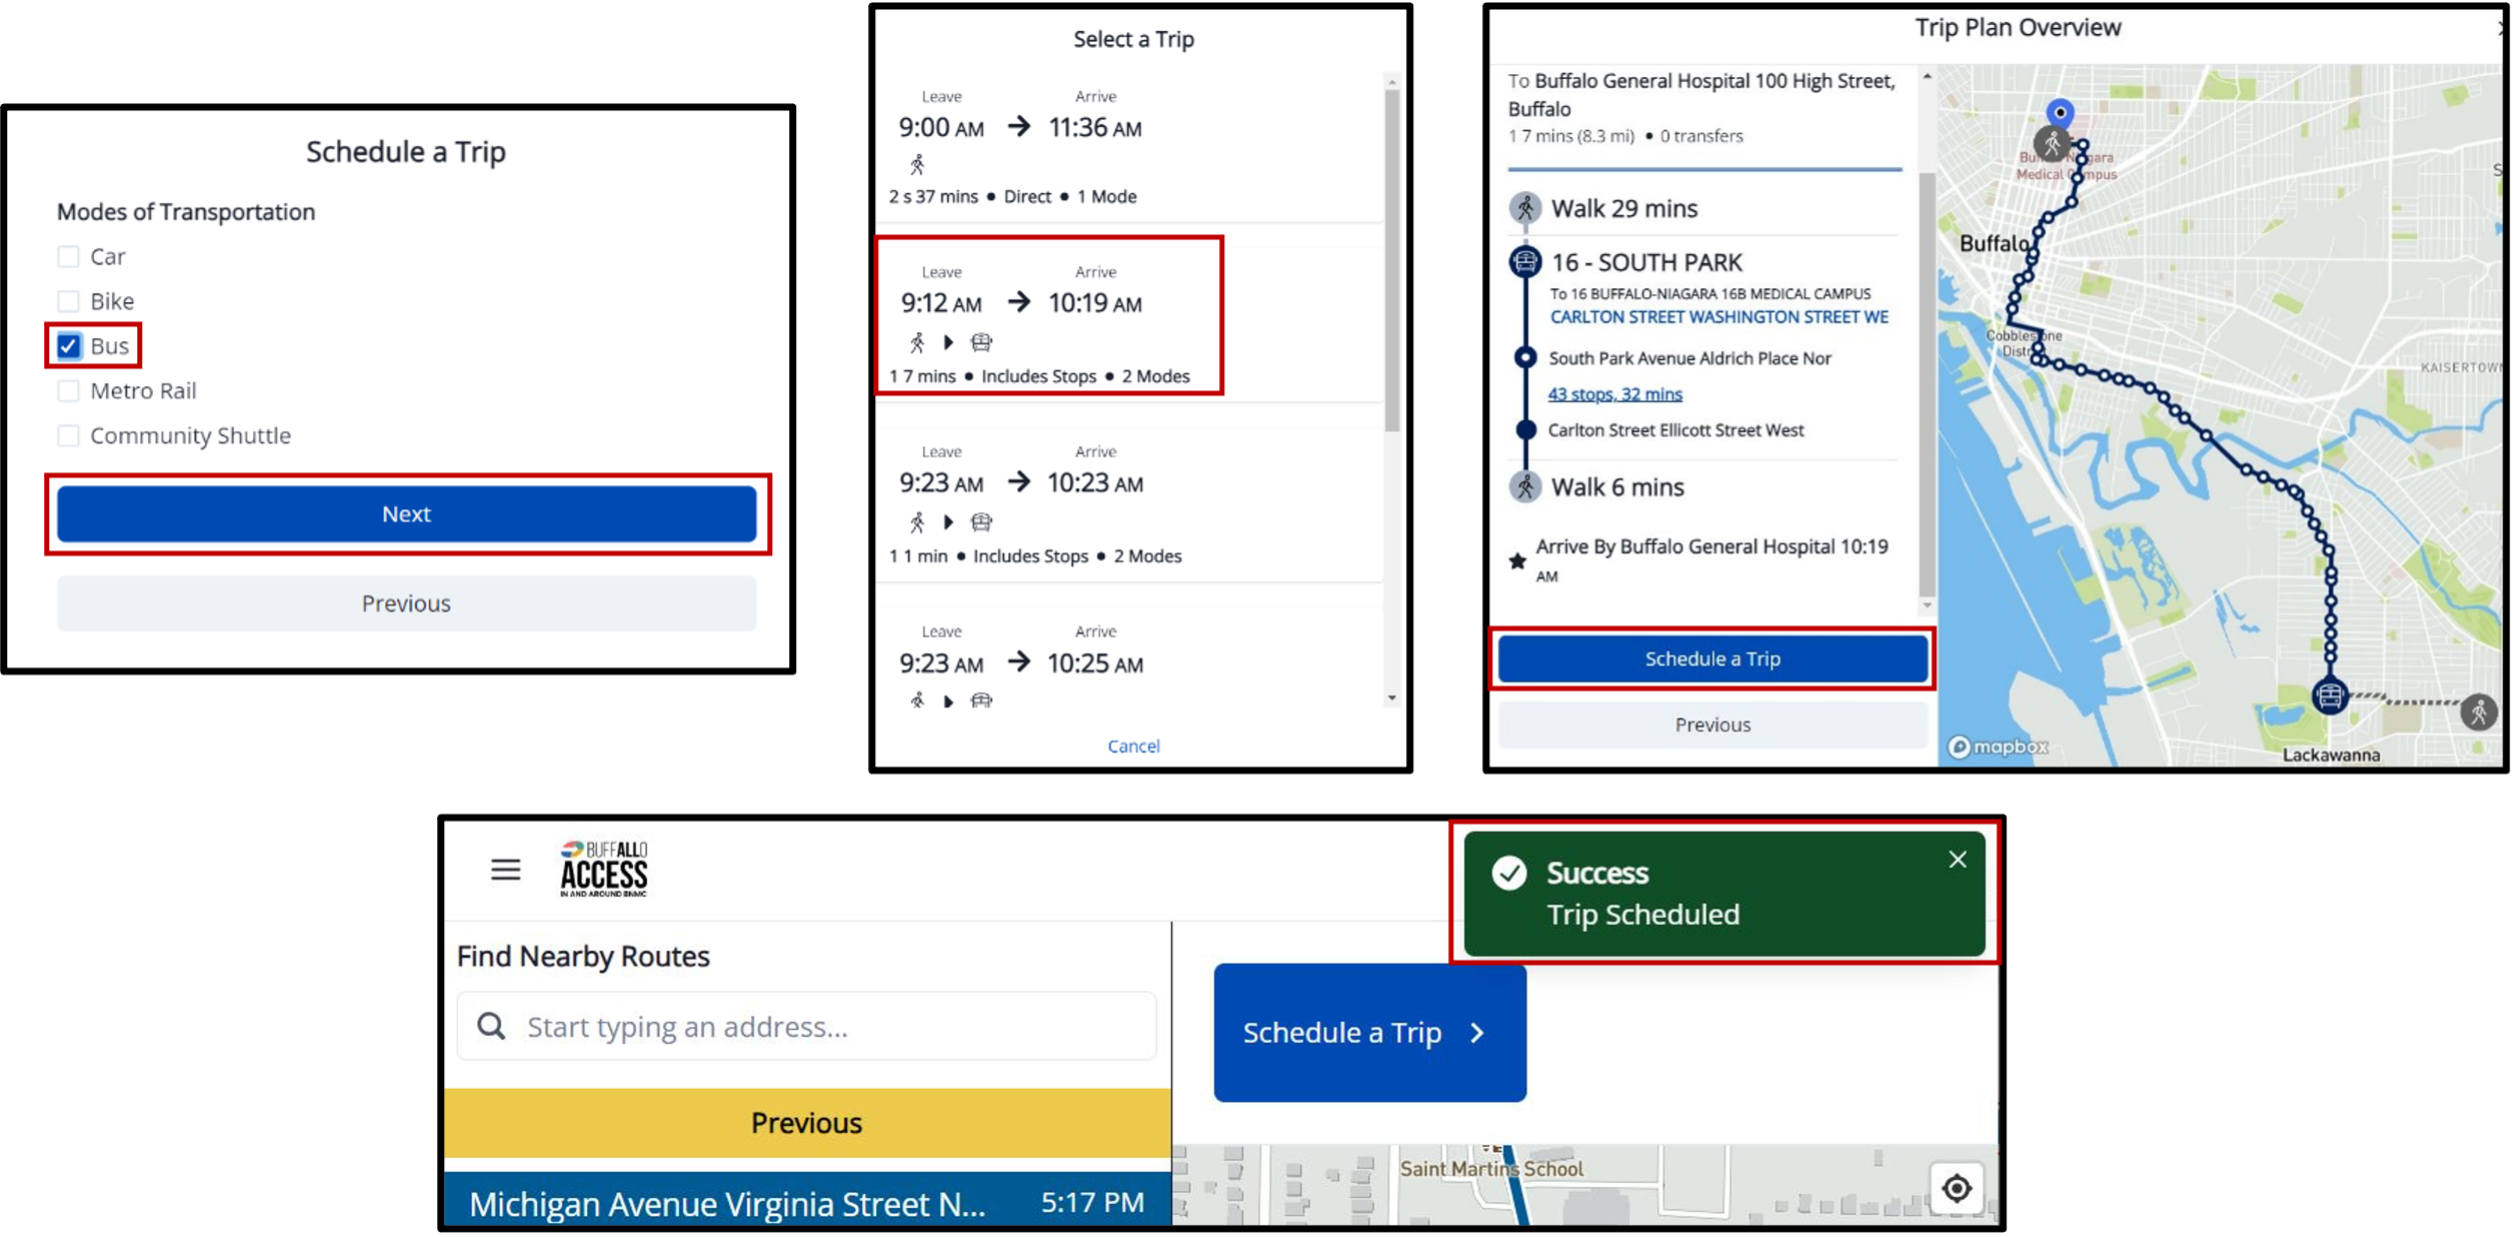 Schedule a Trip
Modes of Transportation
Car
Bike
Bus
Metro Rail
Community Shuttle
Next
Previous
Select a Trip
Leave Arrive
9:00 AM → 11:36 AM
2 s 37 mins • Direct • 1 Mode
Leave Arrive
9:12 AM → 10:19 AM
1 7 mins • Includes Stops • 2 Modes
Leave Arrive
9:23 AM → 10:23 AM
1 1 min • Includes Stops • 2 Modes
Leave Arrive
9:23 AM → 10:25 AM
Cancel
Trip Plan Overview
To Buffalo General Hospital 100 High Street,
Buffalo
1 7 mins (8.3 mi) • 0 transfers
Walk 29 mins
16 - SOUTH PARK
To 16 BUFFALO-NIAGARA 16B MEDICAL CAMPUS
CARLTON STREET WASHINGTON STREET WE
South Park Avenue Aldrich Place Nor
43 stops, 32 mins
Carlton Street Ellicott Street West
Walk 6 mins
Arrive By Buffalo General Hospital 10:19
AM
Schedule a Trip
Previous
Medical
Buffalo
KAISERTOW
Lackawanna
mapbox
BUFFALLO
ACCESS
IN AND AROUND BNMC
Success
Trip Scheduled
Find Nearby Routes
Start typing an address...
Schedule a Trip
Previous
Michigan Avenue Virginia Street N... 5:17 PM
Saint Martins School